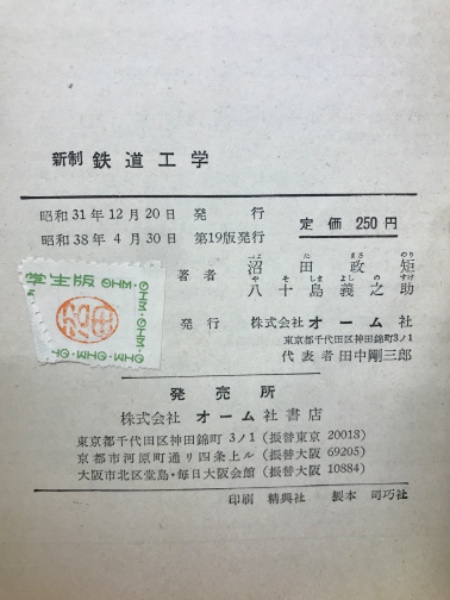 新制 鉄道工学
昭和31年12月20日 発行
昭和38年4月30日 第19版発行
定価 250円
著者 沼田政矩
八十島義之助
発行 株式会社 オーム社
東京都千代田区神田錦町3ノ1
代表者 田中剛三郎
発売所
株式会社 オーム社書店
東京都千代田区神田錦町 3ノ1 (振替東京 20018)
京都市河原町通り四条上ル (振替大阪 69205)
大阪市北区堂島・毎日大阪会館 (振替大阪 10884)
印刷 精興社 製本 司巧社